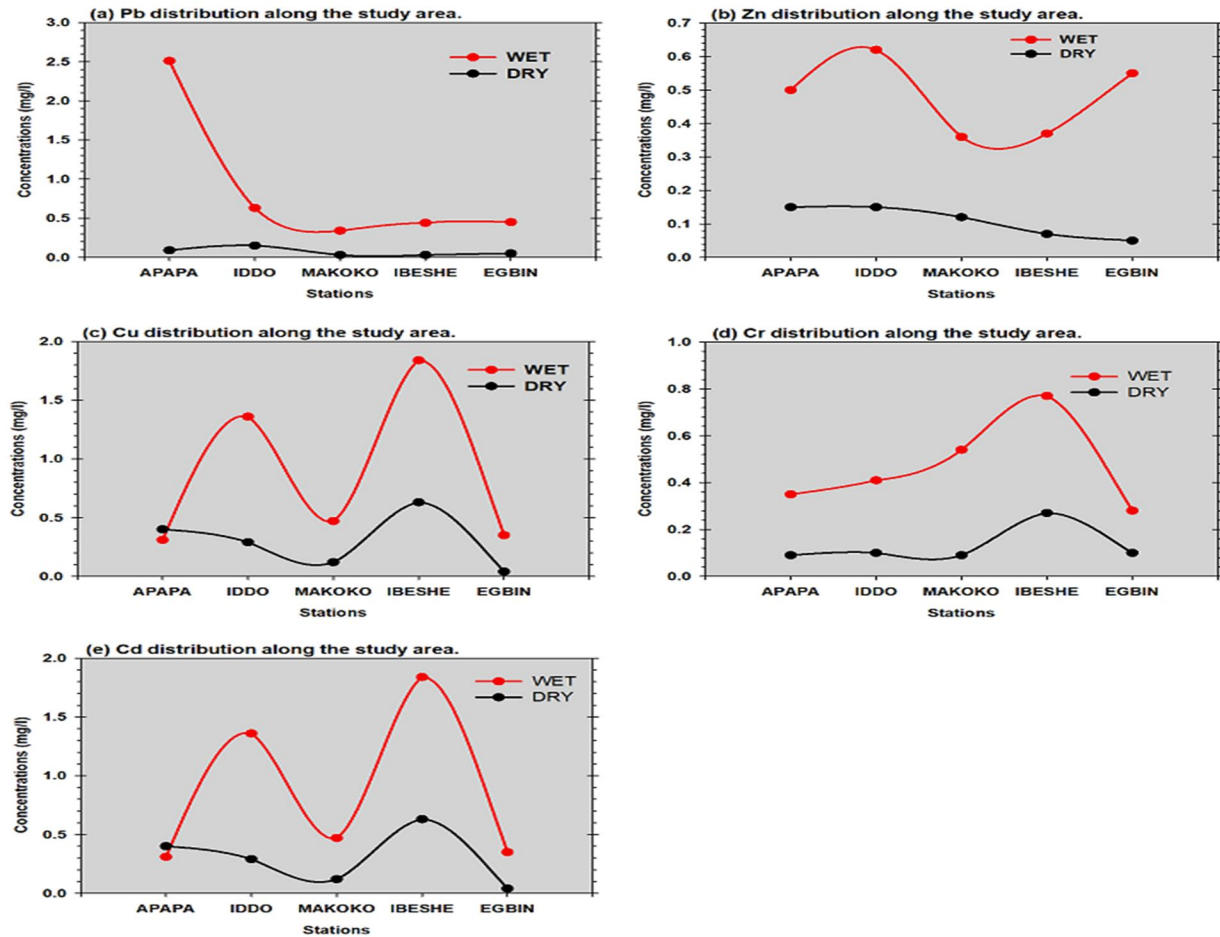 (a) Pb distribution along the study area.
3.0
2.5
2.0
1.5
1.0
0.5
0.0
Concentrations (mg/l)
WET
DRY
APAPA IDDO MAKOKO IBESHE EGBIN
Stations
(b) Zn distribution along the study area.
0.7
0.6
0.5
0.4
0.3
0.2
0.1
0.0
Concentrations (mg/l)
WET
DRY
APAPA IDDO MAKOKO IBESHE EGBIN
Stations
(c) Cu distribution along the study area.
2.0
1.5
1.0
0.5
0.0
Concentrations (mg/l)
WET
DRY
APAPA IDDO MAKOKO IBESHE EGBIN
Stations
(d) Cr distribution along the study area.
1.0
0.8
0.6
0.4
0.2
0.0
Concentrations (mg/l)
WET
DRY
APAPA IDDO MAKOKO IBESHE EGBIN
Stations
(e) Cd distribution along the study area.
2.0
1.5
1.0
0.5
0.0
Concentrations (mg/l)
WET
DRY
APAPA IDDO MAKOKO IBESHE EGBIN
Stations